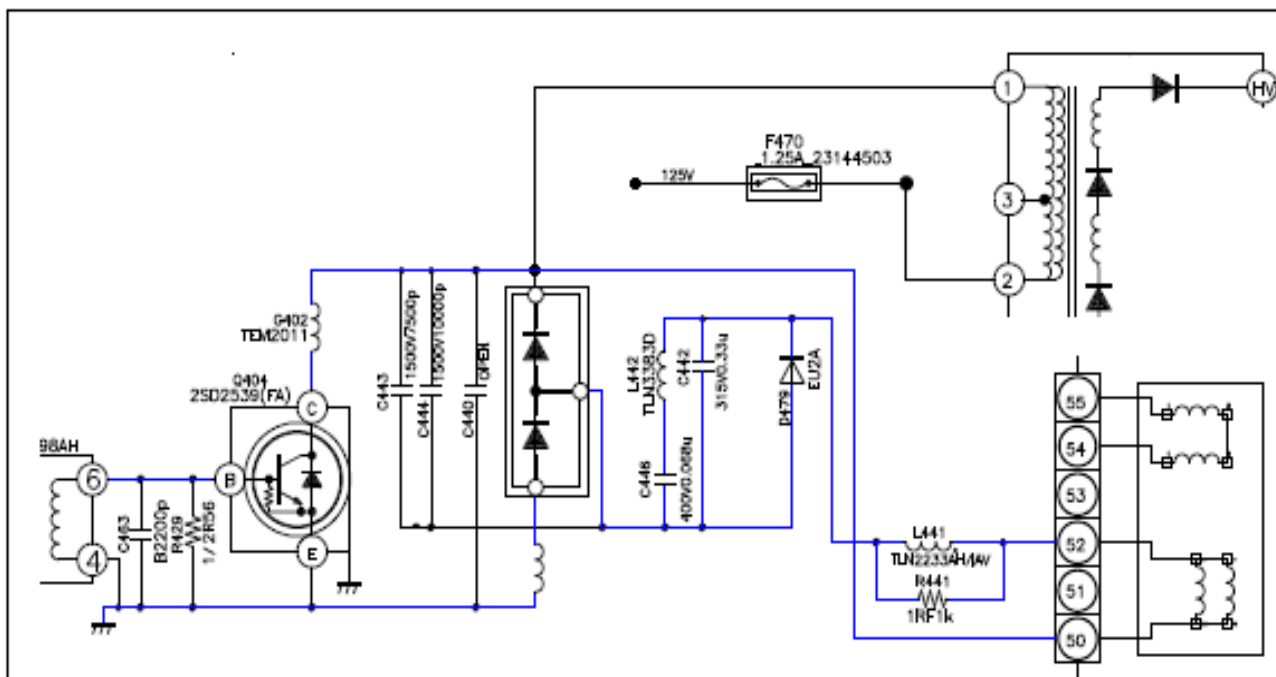 1
HV
F470
1.25A 23144503
125V
3
2
Q402
TEM2011
Q404
2SD2539(FA)
C443
1500V7500p
C444
1500V10000p
C440
OPEN
L442
TLN3383D
C442
315V0.33u
D479
EU2A
C446
400V0.068u
C
B
E
98AH
6
4
C463
B2200p
R429
1/2R56
L441
TLN2233AH/JAV
R441
1RF1k
55
54
53
52
51
50